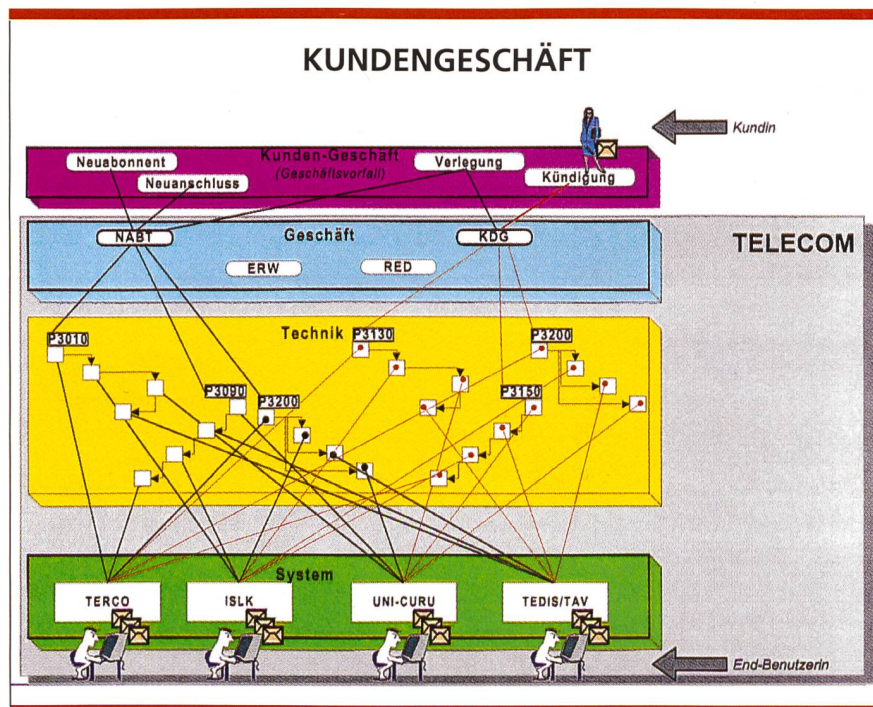 KUNDENGESCHÄFT
Kundin
Neuabonnent
Kunden-Geschäft
(Geschäftsvorfall)
Verlegung
Neuanschluss
Kündigung
NABT
Geschäft
KDG
TELECOM
ERW
RED
Technik
P3010
P3130
P3200
P3090
P3200
P3150
System
TERCO
ISLK
UNI-CURU
TEDIS/TAV
End-Benutzerin